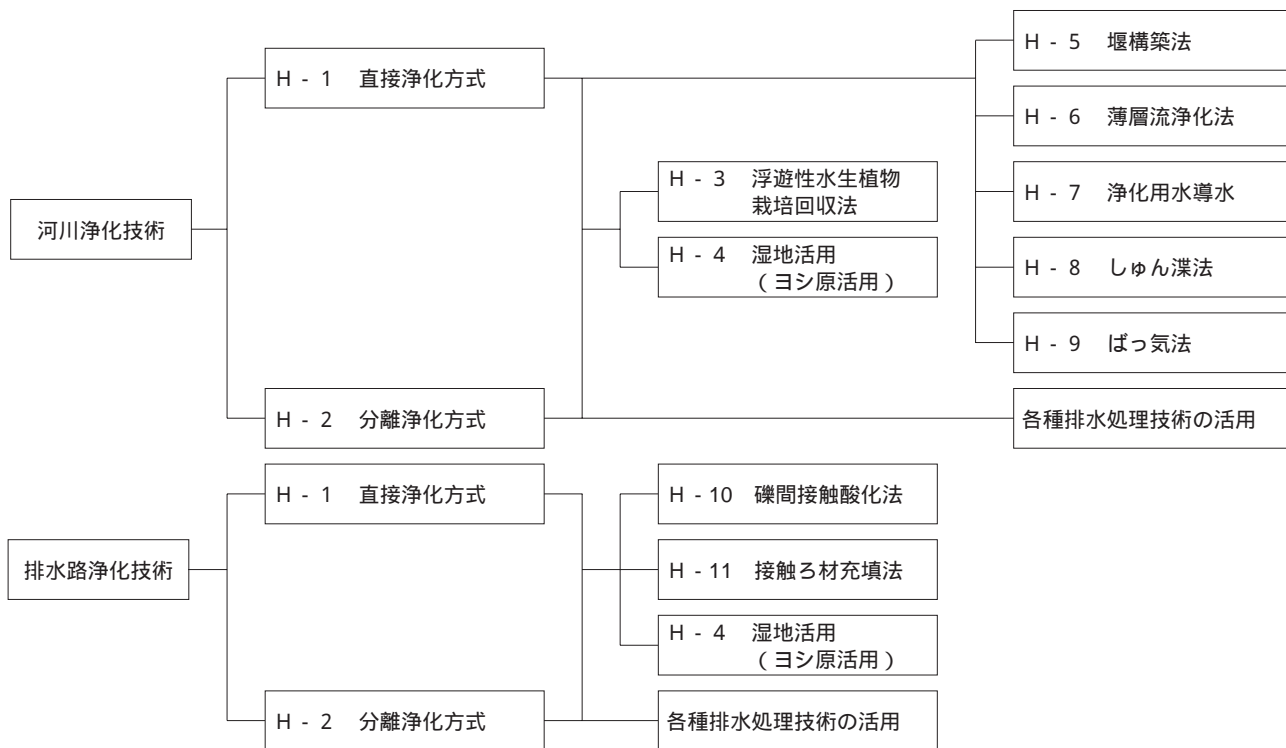 河川浄化技術
H - 1 直接浄化方式
H - 2 分離浄化方式
H - 3 浮遊性水生植物
栽培回収法
H - 4 湿地活用
(ヨシ原活用)
H - 5 堰構築法
H - 6 薄層流浄化法
H - 7 浄化用水導水
H - 8 しゅん渫法
H - 9 ばっ気法
各種排水処理技術の活用
排水路浄化技術
H - 1 直接浄化方式
H - 2 分離浄化方式
H - 10 礫間接触酸化法
H - 11 接触ろ材充填法
H - 4 湿地活用
(ヨシ原活用)
各種排水処理技術の活用